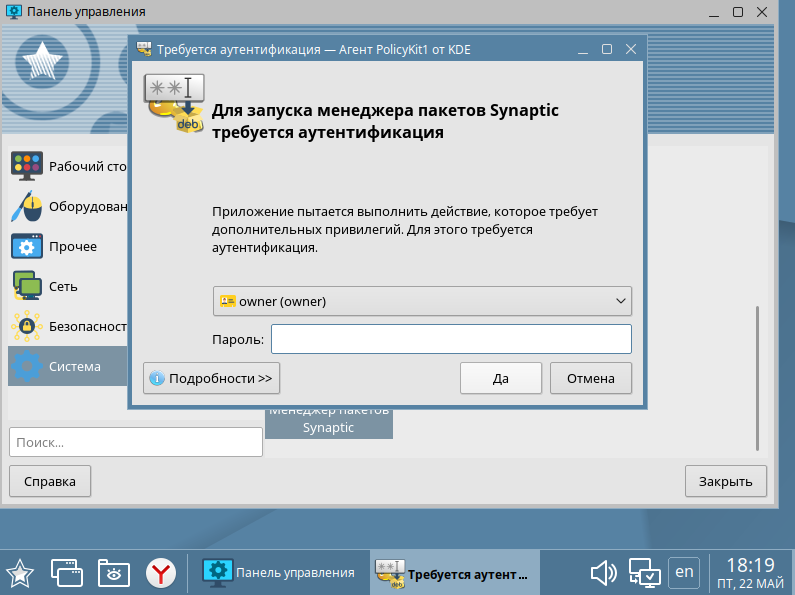 Панель управления
Требуется аутентификация — Агент PolicyKit1 от KDE
Для запуска менеджера пакетов Synaptic
требуется аутентификация
Приложение пытается выполнить действие, которое требует
дополнительных привилегий. Для этого требуется
аутентификация.
owner (owner)
Пароль:
Подробности >>
Да
Отмена
Рабочий сто
Оборудован
Прочее
Сеть
Безопасност
Система
Менеджер пакетов
Synaptic
Поиск...
Справка
Закрыть
Панель управления
Требуется аутент...
en
18:19
ПТ, 22 МАЙ